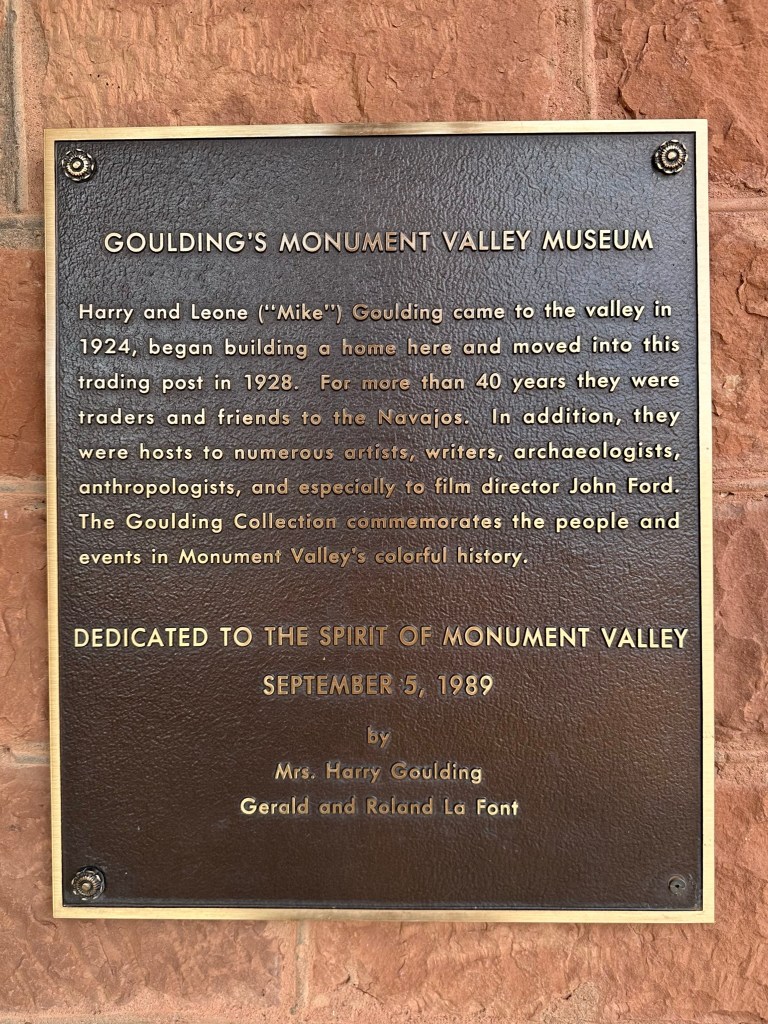 GOULDING'S MONUMENT VALLEY MUSEUM
Harry and Leone ("Mike") Goulding came to the valley in
1924, began building a home here and moved into this
trading post in 1928. For more than 40 years they were
traders and friends to the Navajos. In addition, they
were hosts to numerous artists, writers, archaeologists,
anthropologists, and especially to film director John Ford.
The Goulding Collection commemorates the people and
events in Monument Valley's colorful history.
DEDICATED TO THE SPIRIT OF MONUMENT VALLEY
SEPTEMBER 5, 1989
by
Mrs. Harry Goulding
Gerald and Roland La Font